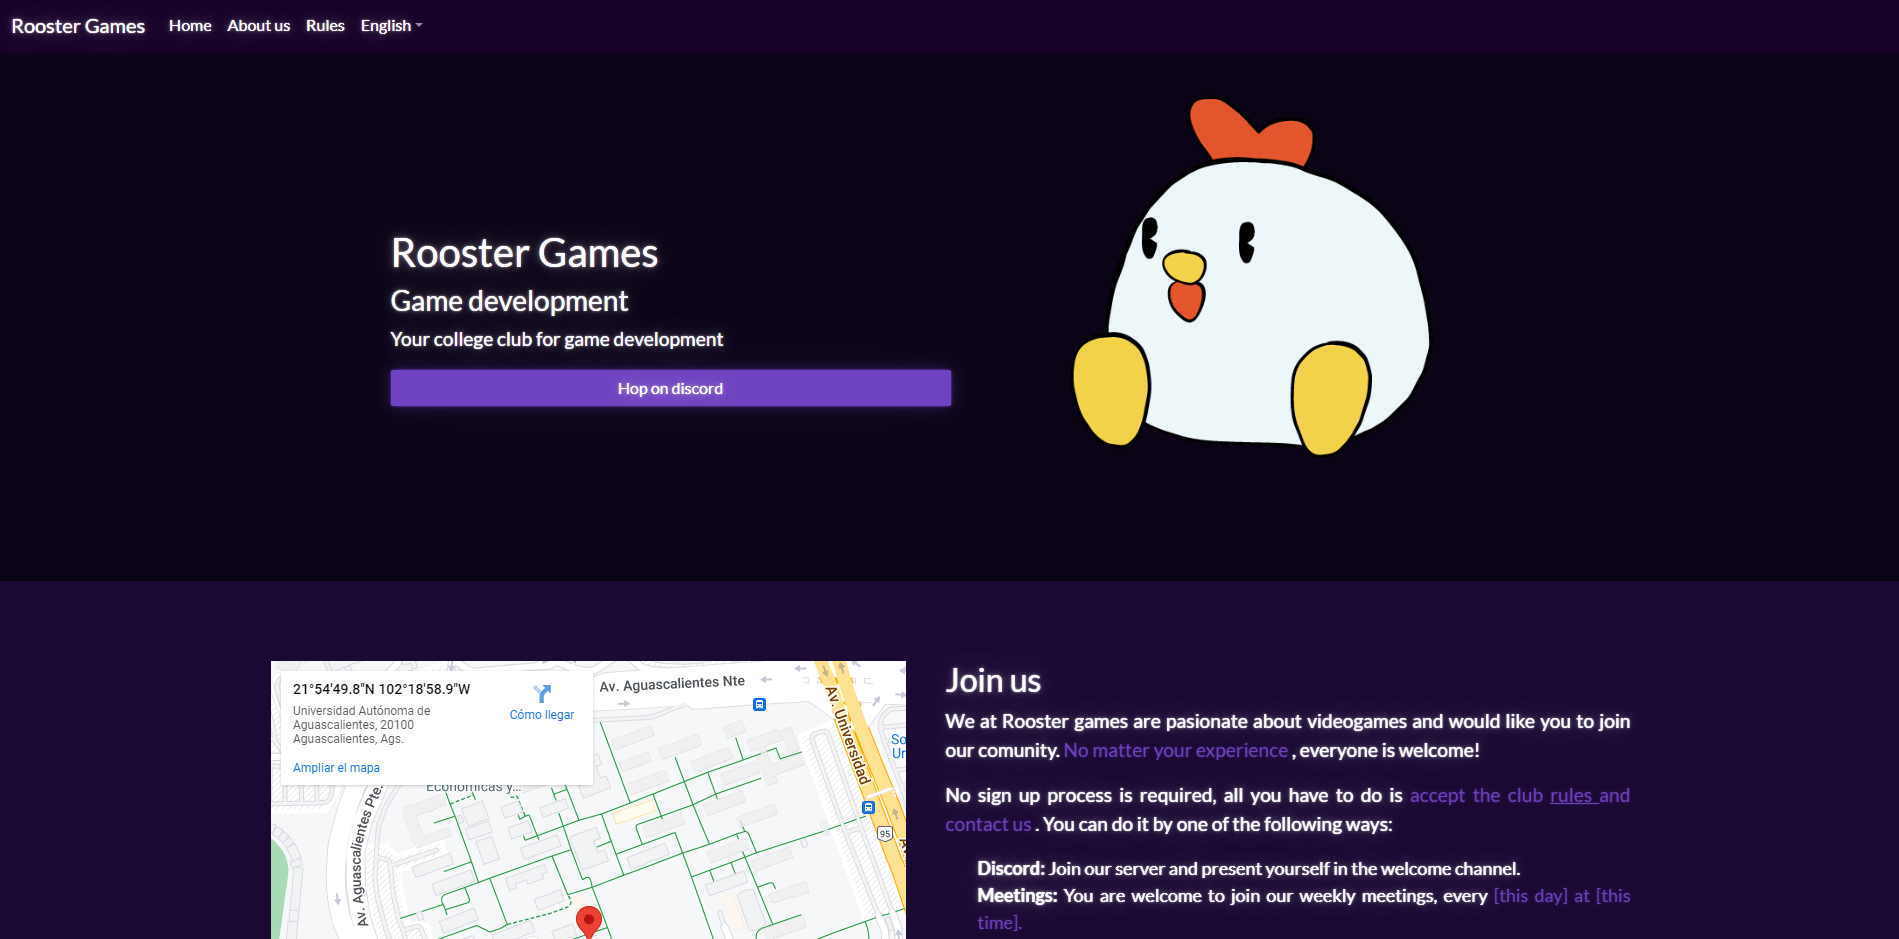 Rooster Games Home About us Rules English
Rooster Games
Game development
Your college club for game development
Hop on discord
21°54'49.8"N 102°18'58.9"W
Universidad Autónoma de
Aguascalientes, 20100
Aguascalientes, Ags.
Cómo llegar
Ampliar el mapa
Av. Aguascalientes Nte
Av. Universidad
So
Un
Económicas y...
Av. Aguascalientes Pte.
95
Av
Join us
We at Rooster games are pasionate about videogames and would like you to join
our comunity. No matter your experience , everyone is welcome!
No sign up process is required, all you have to do is accept the club rules and
contact us . You can do it by one of the following ways:
Discord: Join our server and present yourself in the welcome channel.
Meetings: You are welcome to join our weekly meetings, every [this day] at [this
time].